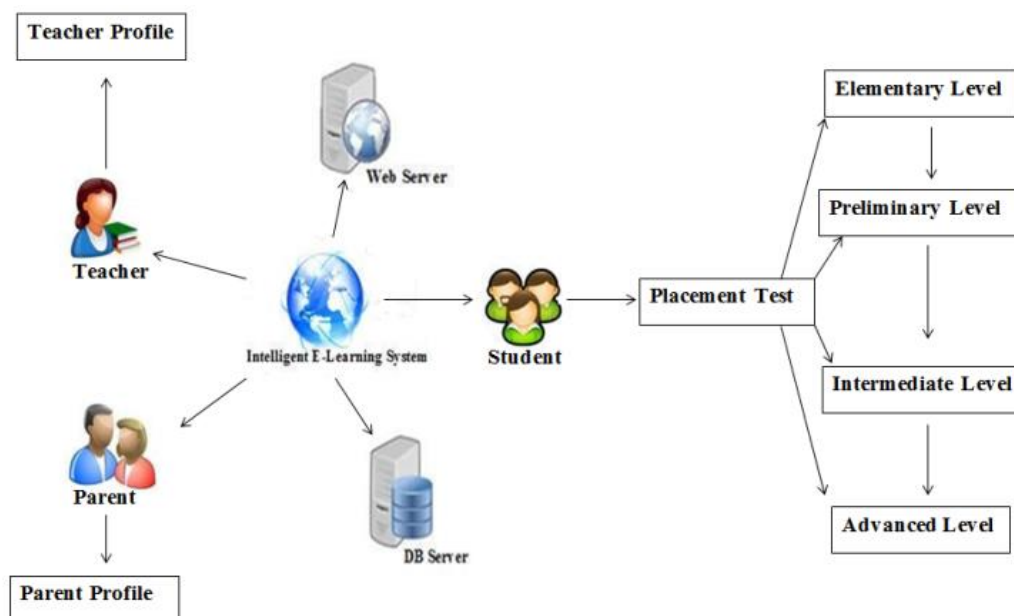 Teacher Profile
Web Server
Elementary Level
Preliminary Level
Teacher
Placement Test
Intelligent E-Learning System
Student
Intermediate Level
Parent
Advanced Level
DB Server
Parent Profile